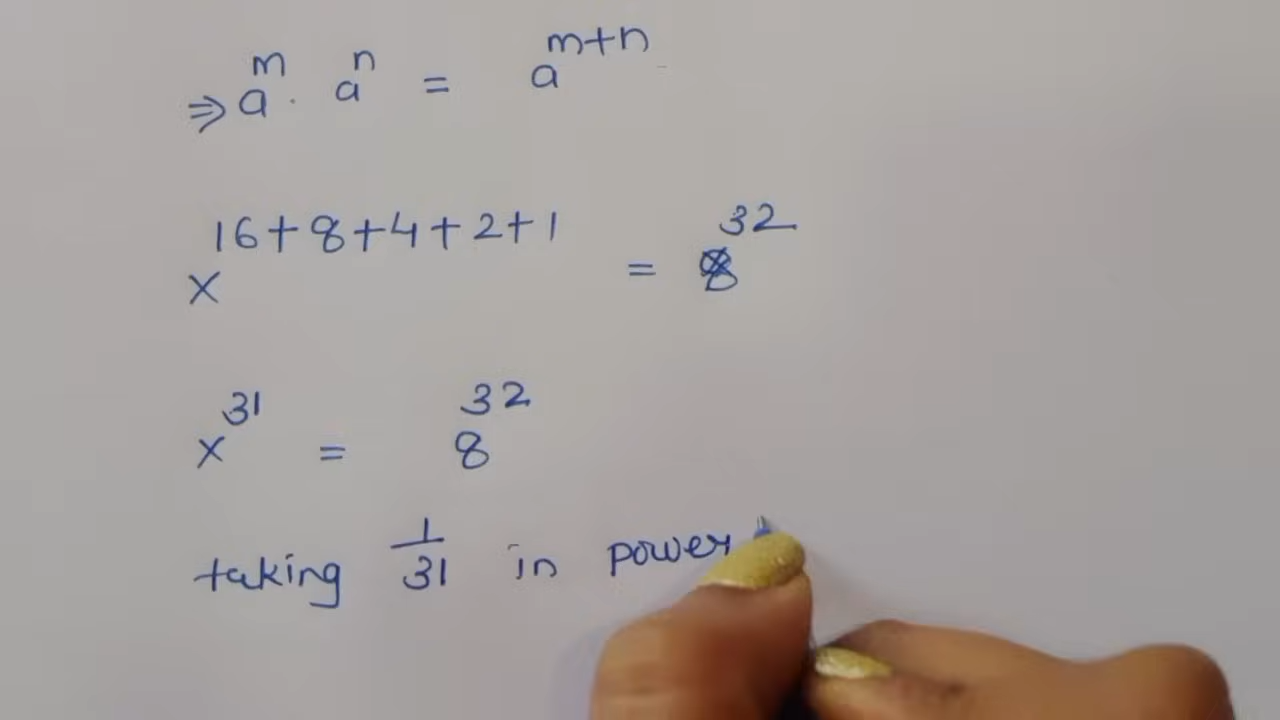 ⇒ a^m · a^n = a^(m+n)
x^(16+8+4+2+1) = 8^32
x^31 = 8^32
taking 1/31 in power